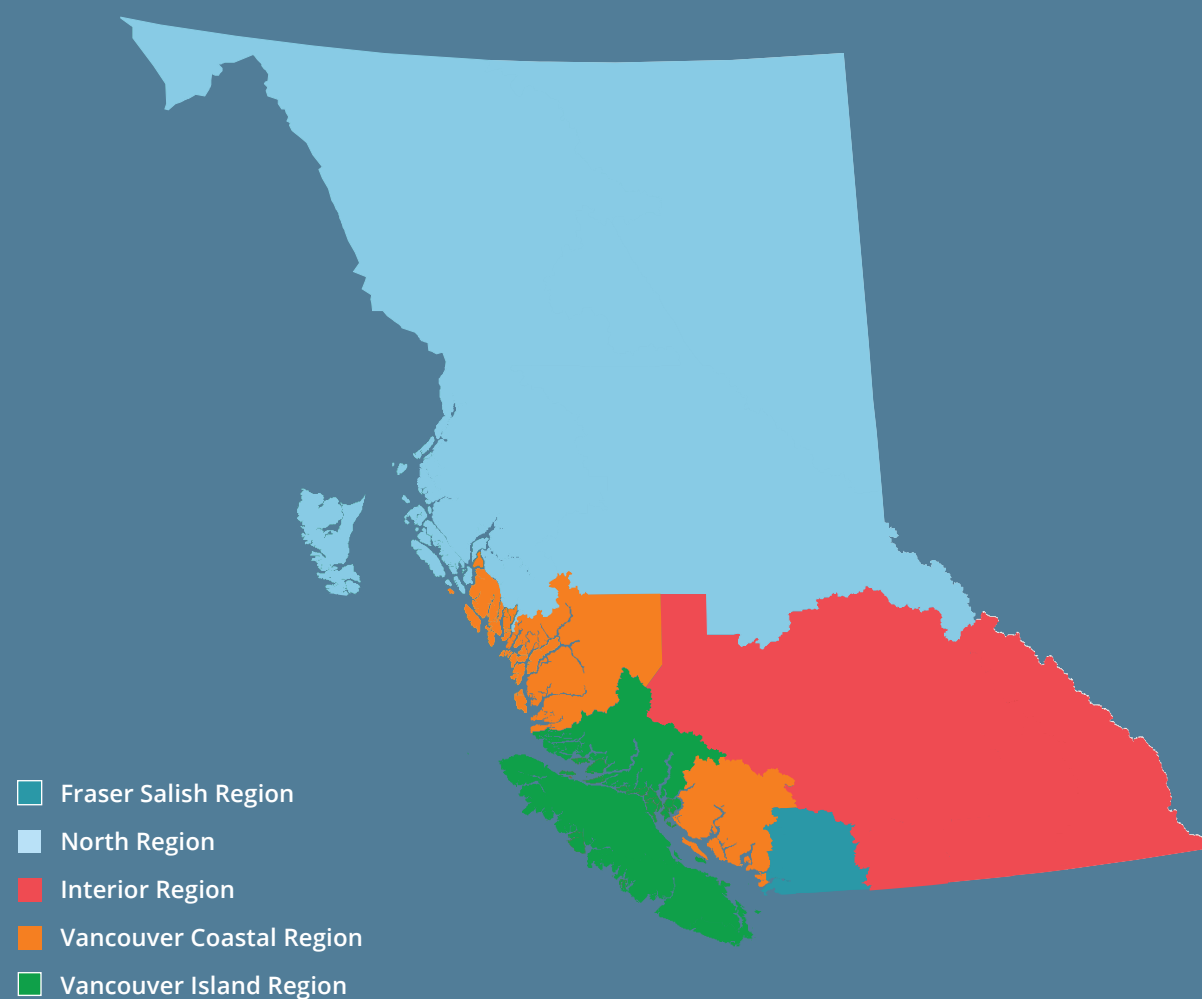 Fraser Salish Region
North Region
Interior Region
Vancouver Coastal Region
Vancouver Island Region